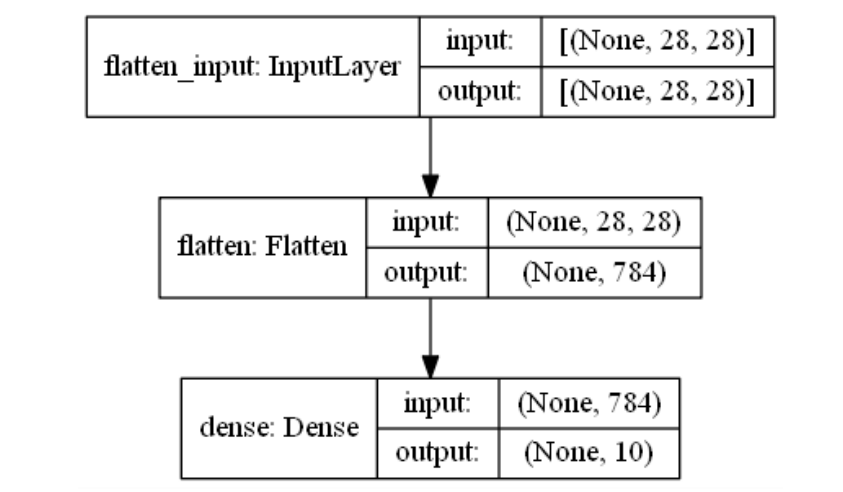 flatten_input: InputLayer
input: [(None, 28, 28)]
output: [(None, 28, 28)]
flatten: Flatten
input: (None, 28, 28)
output: (None, 784)
dense: Dense
input: (None, 784)
output: (None, 10)